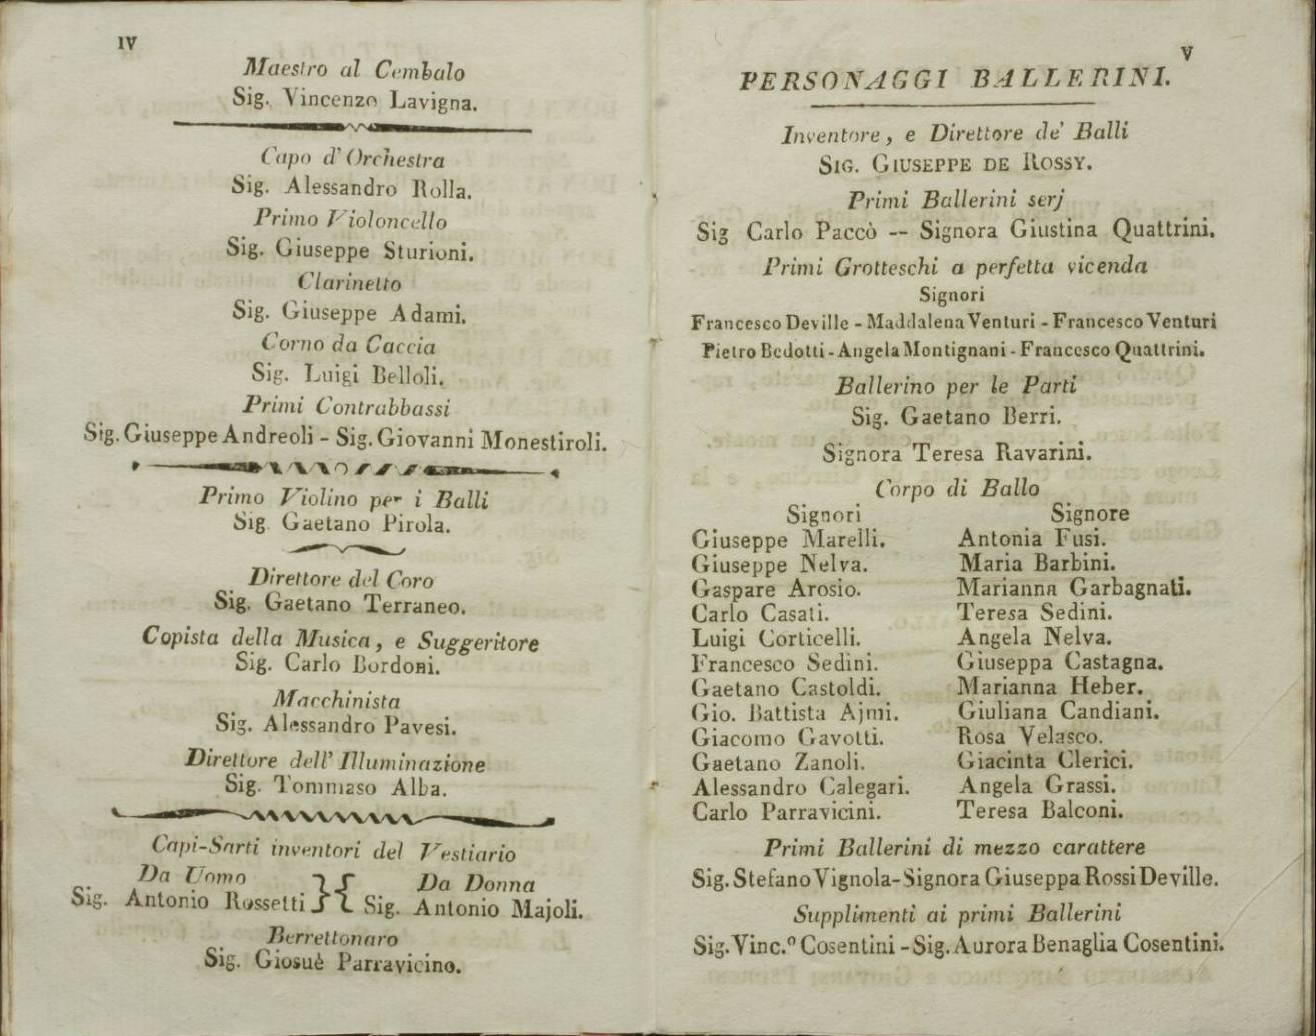 IV
Maestro al Cembalo
Sig. Vincenzo Lavigna.
Capo d'Orchestra
Sig. Alessandro Rolla.
Primo Violoncello
Sig. Giuseppe Sturioni.
Clarinetto
Sig. Giuseppe Adami.
Corno da Caccia
Sig. Luigi Belloli.
Primi Contrabbassi
Sig. Giuseppe Andreoli - Sig. Giovanni Monestiroli.
Primo Violino per i Balli
Sig. Gaetano Pirola.
Direttore del Coro
Sig. Gaetano Terraneo.
Copista della Musica, e Suggeritore
Sig. Carlo Bordoni.
Macchinista
Sig. Alessandro Pavesi.
Direttore dell' Illuminazione
Sig. Tommaso Alba.
Capi-Sarti inventori del Vestiario
Da Uomo } { Da Donna
Sig. Antonio Rossetti } { Sig. Antonio Majoli.
Berrettonaro
Sig. Giosuè Parravicino.
V
PERSONAGGI BALLERINI.
Inventore, e Direttore de' Balli
SIG. GIUSEPPE DE ROSSY.
Primi Ballerini serj
Sig Carlo Paccò -- Signora Giustina Quattrini.
Primi Grotteschi a perfetta vicenda
Signori
Francesco Deville - Maddalena Venturi - Francesco Venturi
Pietro Bedotti - Angela Montignani - Francesco Quattrini.
Ballerino per le Parti
Sig. Gaetano Berri.
Signora Teresa Ravarini.
Corpo di Ballo
Signori Signore
Giuseppe Marelli. Antonia Fusi.
Giuseppe Nelva. Maria Barbini.
Gaspare Arosio. Marianna Garbagnati.
Carlo Casati. Teresa Sedini.
Luigi Corticelli. Angela Nelva.
Francesco Sedini. Giuseppa Castagna.
Gaetano Castoldi. Marianna Heber.
Gio. Battista Ajmi. Giuliana Candiani.
Giacomo Gavotti. Rosa Velasco.
Gaetano Zanoli. Giacinta Clerici.
Alessandro Calegari. Angela Grassi.
Carlo Parravicini. Teresa Balconi.
Primi Ballerini di mezzo carattere
Sig. Stefano Vignola-Signora Giuseppa Rossi Deville.
Supplimenti ai primi Ballerini
Sig. Vinc.º Cosentini - Sig. Aurora Benaglia Cosentini.